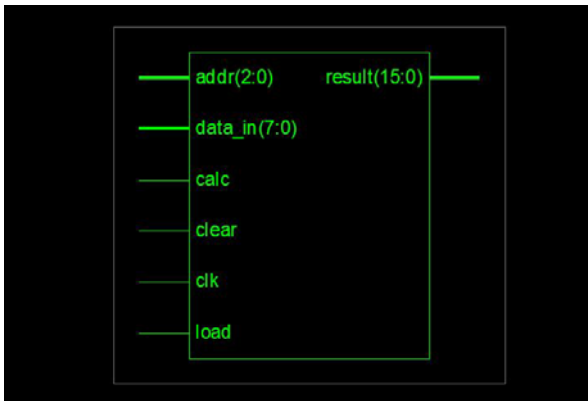 addr(2:0) result(15:0)
data_in(7:0)
calc
clear
clk
load